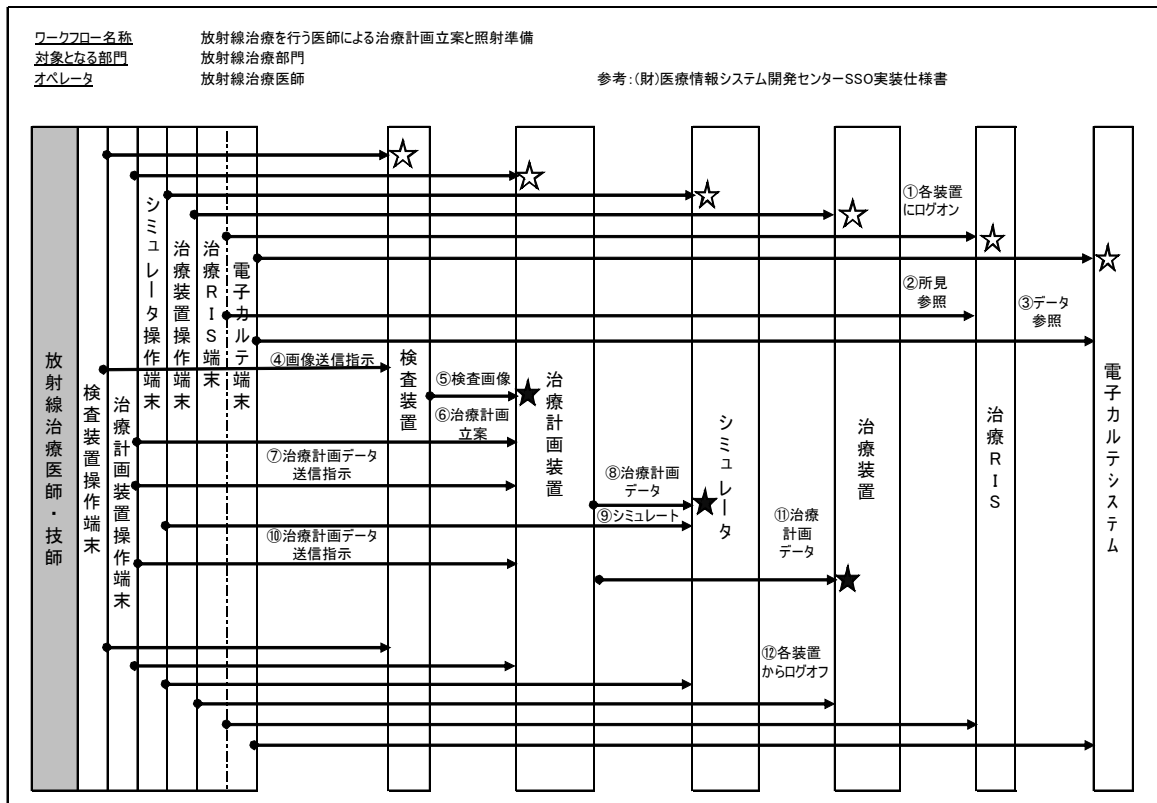 ワークフロー名称 放射線治療を行う医師による治療計画立案と照射準備
対象となる部門 放射線治療部門
オペレータ 放射線治療医師 参考:(財)医療情報システム開発センターSSO実装仕様書
放射線治療医師・技師
検査装置操作端末
治療計画装置操作端末
シミュレータ操作端末
治療装置操作端末
治療RIS端末
電子カルテ端末
検査装置
治療計画装置
シミュレータ
治療装置
治療RIS
電子カルテシステム
①各装置
にログオン
②所見
参照
③データ
参照
④画像送信指示
⑤検査画像
⑥治療計画
立案
⑦治療計画データ
送信指示
⑧治療計画
データ
⑨シミュレート
⑩治療計画データ
送信指示
⑪治療
計画
データ
⑫各装置
からログオフ